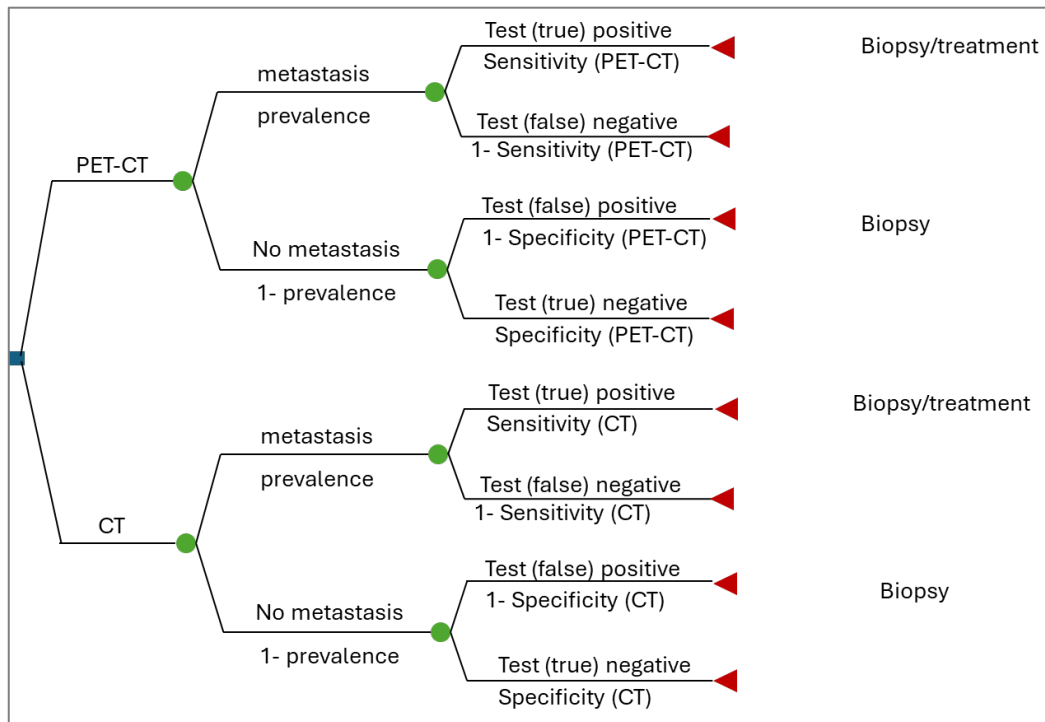 Test (true) positive
Sensitivity (PET-CT)
Biopsy/treatment
metastasis
prevalence
Test (false) negative
1- Sensitivity (PET-CT)
PET-CT
Test (false) positive
1- Specificity (PET-CT)
Biopsy
No metastasis
1- prevalence
Test (true) negative
Specificity (PET-CT)
Test (true) positive
Sensitivity (CT)
Biopsy/treatment
metastasis
prevalence
Test (false) negative
1- Sensitivity (CT)
CT
Test (false) positive
1- Specificity (CT)
Biopsy
No metastasis
1- prevalence
Test (true) negative
Specificity (CT)